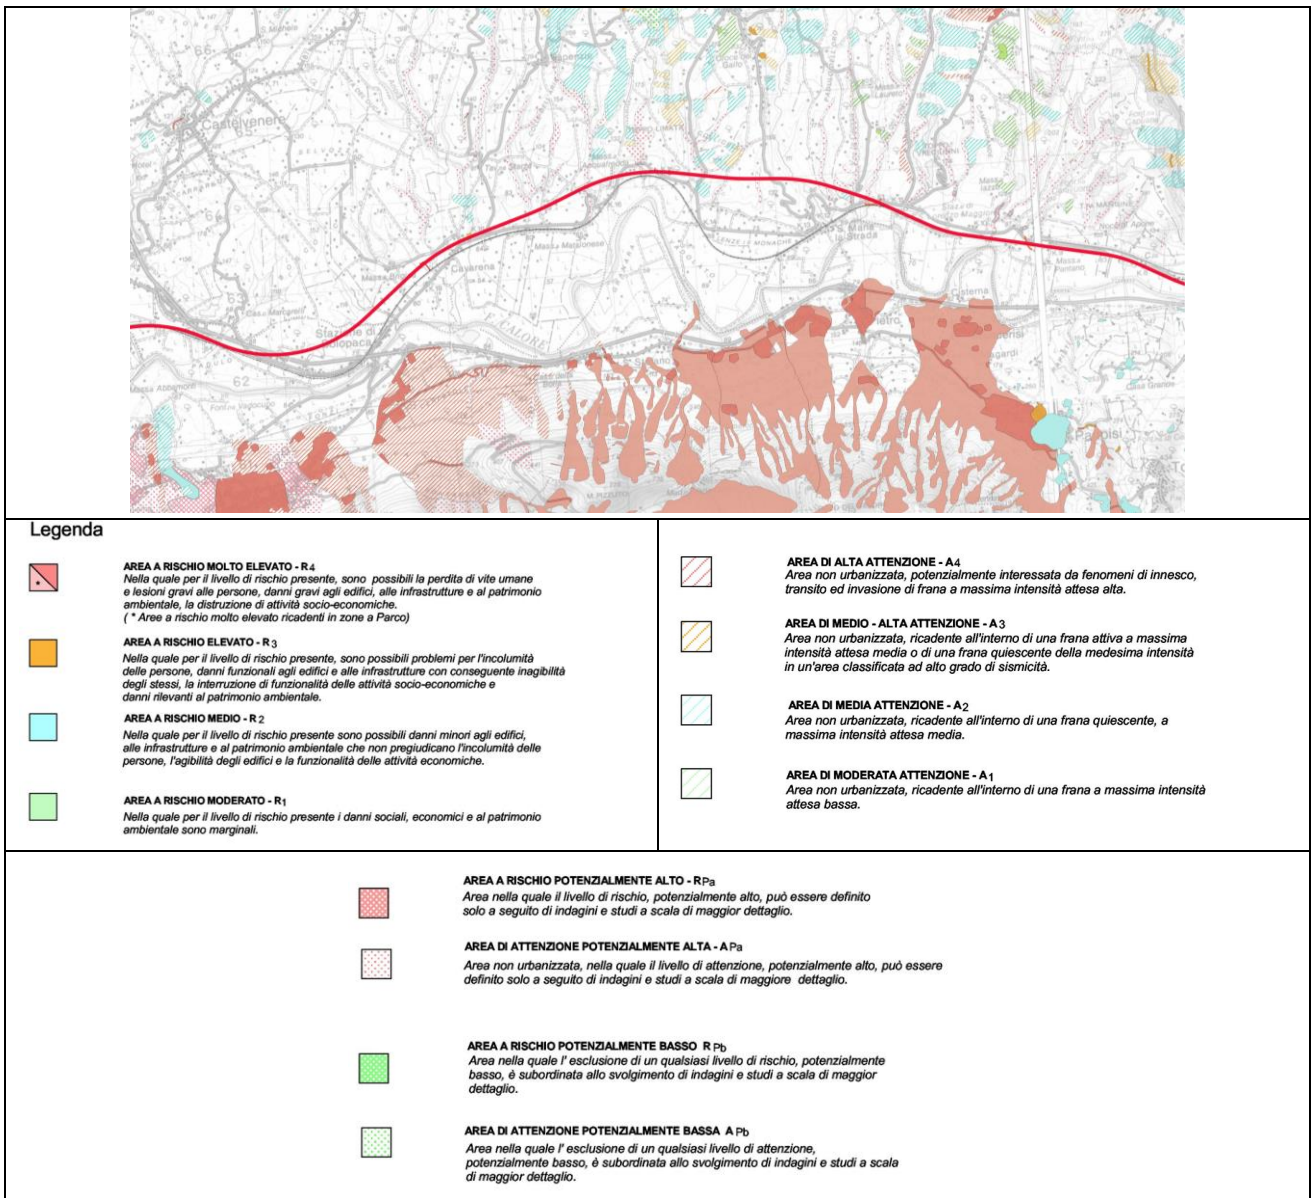 Castelvenere
65
66
63
62
Cavarena
Massa Maraionese
Stazione di
Solopaca
S. Maria
la Strada
Cisterna
Casa Grande
Legenda
AREA A RISCHIO MOLTO ELEVATO - R4
Nella quale per il livello di rischio presente, sono possibili la perdita di vite umane
e lesioni gravi alle persone, danni gravi agli edifici, alle infrastrutture e al patrimonio
ambientale, la distruzione di attività socio-economiche.
( * Aree a rischio molto elevato ricadenti in zone a Parco)
AREA A RISCHIO ELEVATO - R3
Nella quale per il livello di rischio presente, sono possibili problemi per l'incolumità
delle persone, danni funzionali agli edifici e alle infrastrutture con conseguente inagibilità
degli stessi, la interruzione di funzionalità delle attività socio-economiche e
danni rilevanti al patrimonio ambientale.
AREA A RISCHIO MEDIO - R2
Nella quale per il livello di rischio presente sono possibili danni minori agli edifici,
alle infrastrutture e al patrimonio ambientale che non pregiudicano l'incolumità delle
persone, l'agibilità degli edifici e la funzionalità delle attività economiche.
AREA A RISCHIO MODERATO - R1
Nella quale per il livello di rischio presente i danni sociali, economici e al patrimonio
ambientale sono marginali.
AREA DI ALTA ATTENZIONE - A4
Area non urbanizzata, potenzialmente interessata da fenomeni di innesco,
transito ed invasione di frana a massima intensità attesa alta.
AREA DI MEDIO - ALTA ATTENZIONE - A3
Area non urbanizzata, ricadente all'interno di una frana attiva a massima
intensità attesa media o di una frana quiescente della medesima intensità
in un'area classificata ad alto grado di sismicità.
AREA DI MEDIA ATTENZIONE - A2
Area non urbanizzata, ricadente all'interno di una frana quiescente, a
massima intensità attesa media.
AREA DI MODERATA ATTENZIONE - A1
Area non urbanizzata, ricadente all'interno di una frana a massima intensità
attesa bassa.
AREA A RISCHIO POTENZIALMENTE ALTO - RPa
Area nella quale il livello di rischio, potenzialmente alto, può essere definito
solo a seguito di indagini e studi a scala di maggior dettaglio.
AREA DI ATTENZIONE POTENZIALMENTE ALTA - APa
Area non urbanizzata, nella quale il livello di attenzione, potenzialmente alto, può essere
definito solo a seguito di indagini e studi a scala di maggiore dettaglio.
AREA A RISCHIO POTENZIALMENTE BASSO RPb
Area nella quale l' esclusione di un qualsiasi livello di rischio, potenzialmente
basso, è subordinata allo svolgimento di indagini e studi a scala di maggior
dettaglio.
AREA DI ATTENZIONE POTENZIALMENTE BASSA APb
Area nella quale l' esclusione di un qualsiasi livello di attenzione,
potenzialmente basso, è subordinata allo svolgimento di indagini e studi a scala
di maggior dettaglio.